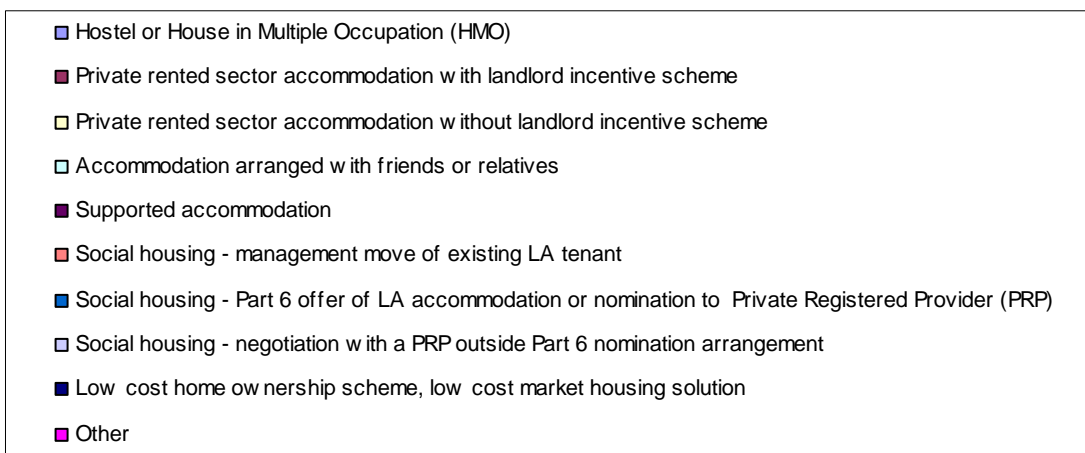 Hostel or House in Multiple Occupation (HMO)
Private rented sector accommodation with landlord incentive scheme
Private rented sector accommodation without landlord incentive scheme
Accommodation arranged with friends or relatives
Supported accommodation
Social housing - management move of existing LA tenant
Social housing - Part 6 offer of LA accommodation or nomination to Private Registered Provider (PRP)
Social housing - negotiation with a PRP outside Part 6 nomination arrangement
Low cost home ownership scheme, low cost market housing solution
Other